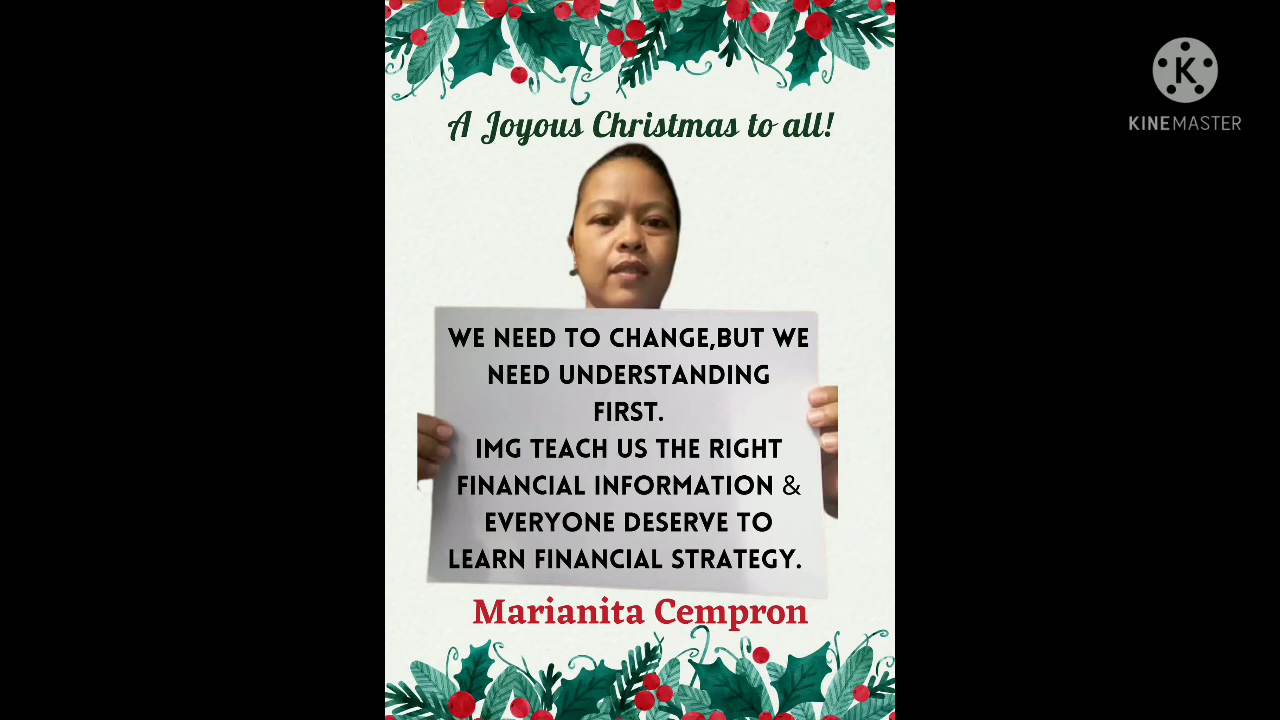 A Joyous Christmas to all!
K
KINEMASTER
WE NEED TO CHANGE,BUT WE
NEED UNDERSTANDING
FIRST.
IMG TEACH US THE RIGHT
FINANCIAL INFORMATION &
EVERYONE DESERVE TO
LEARN FINANCIAL STRATEGY.
Marianita Cempron